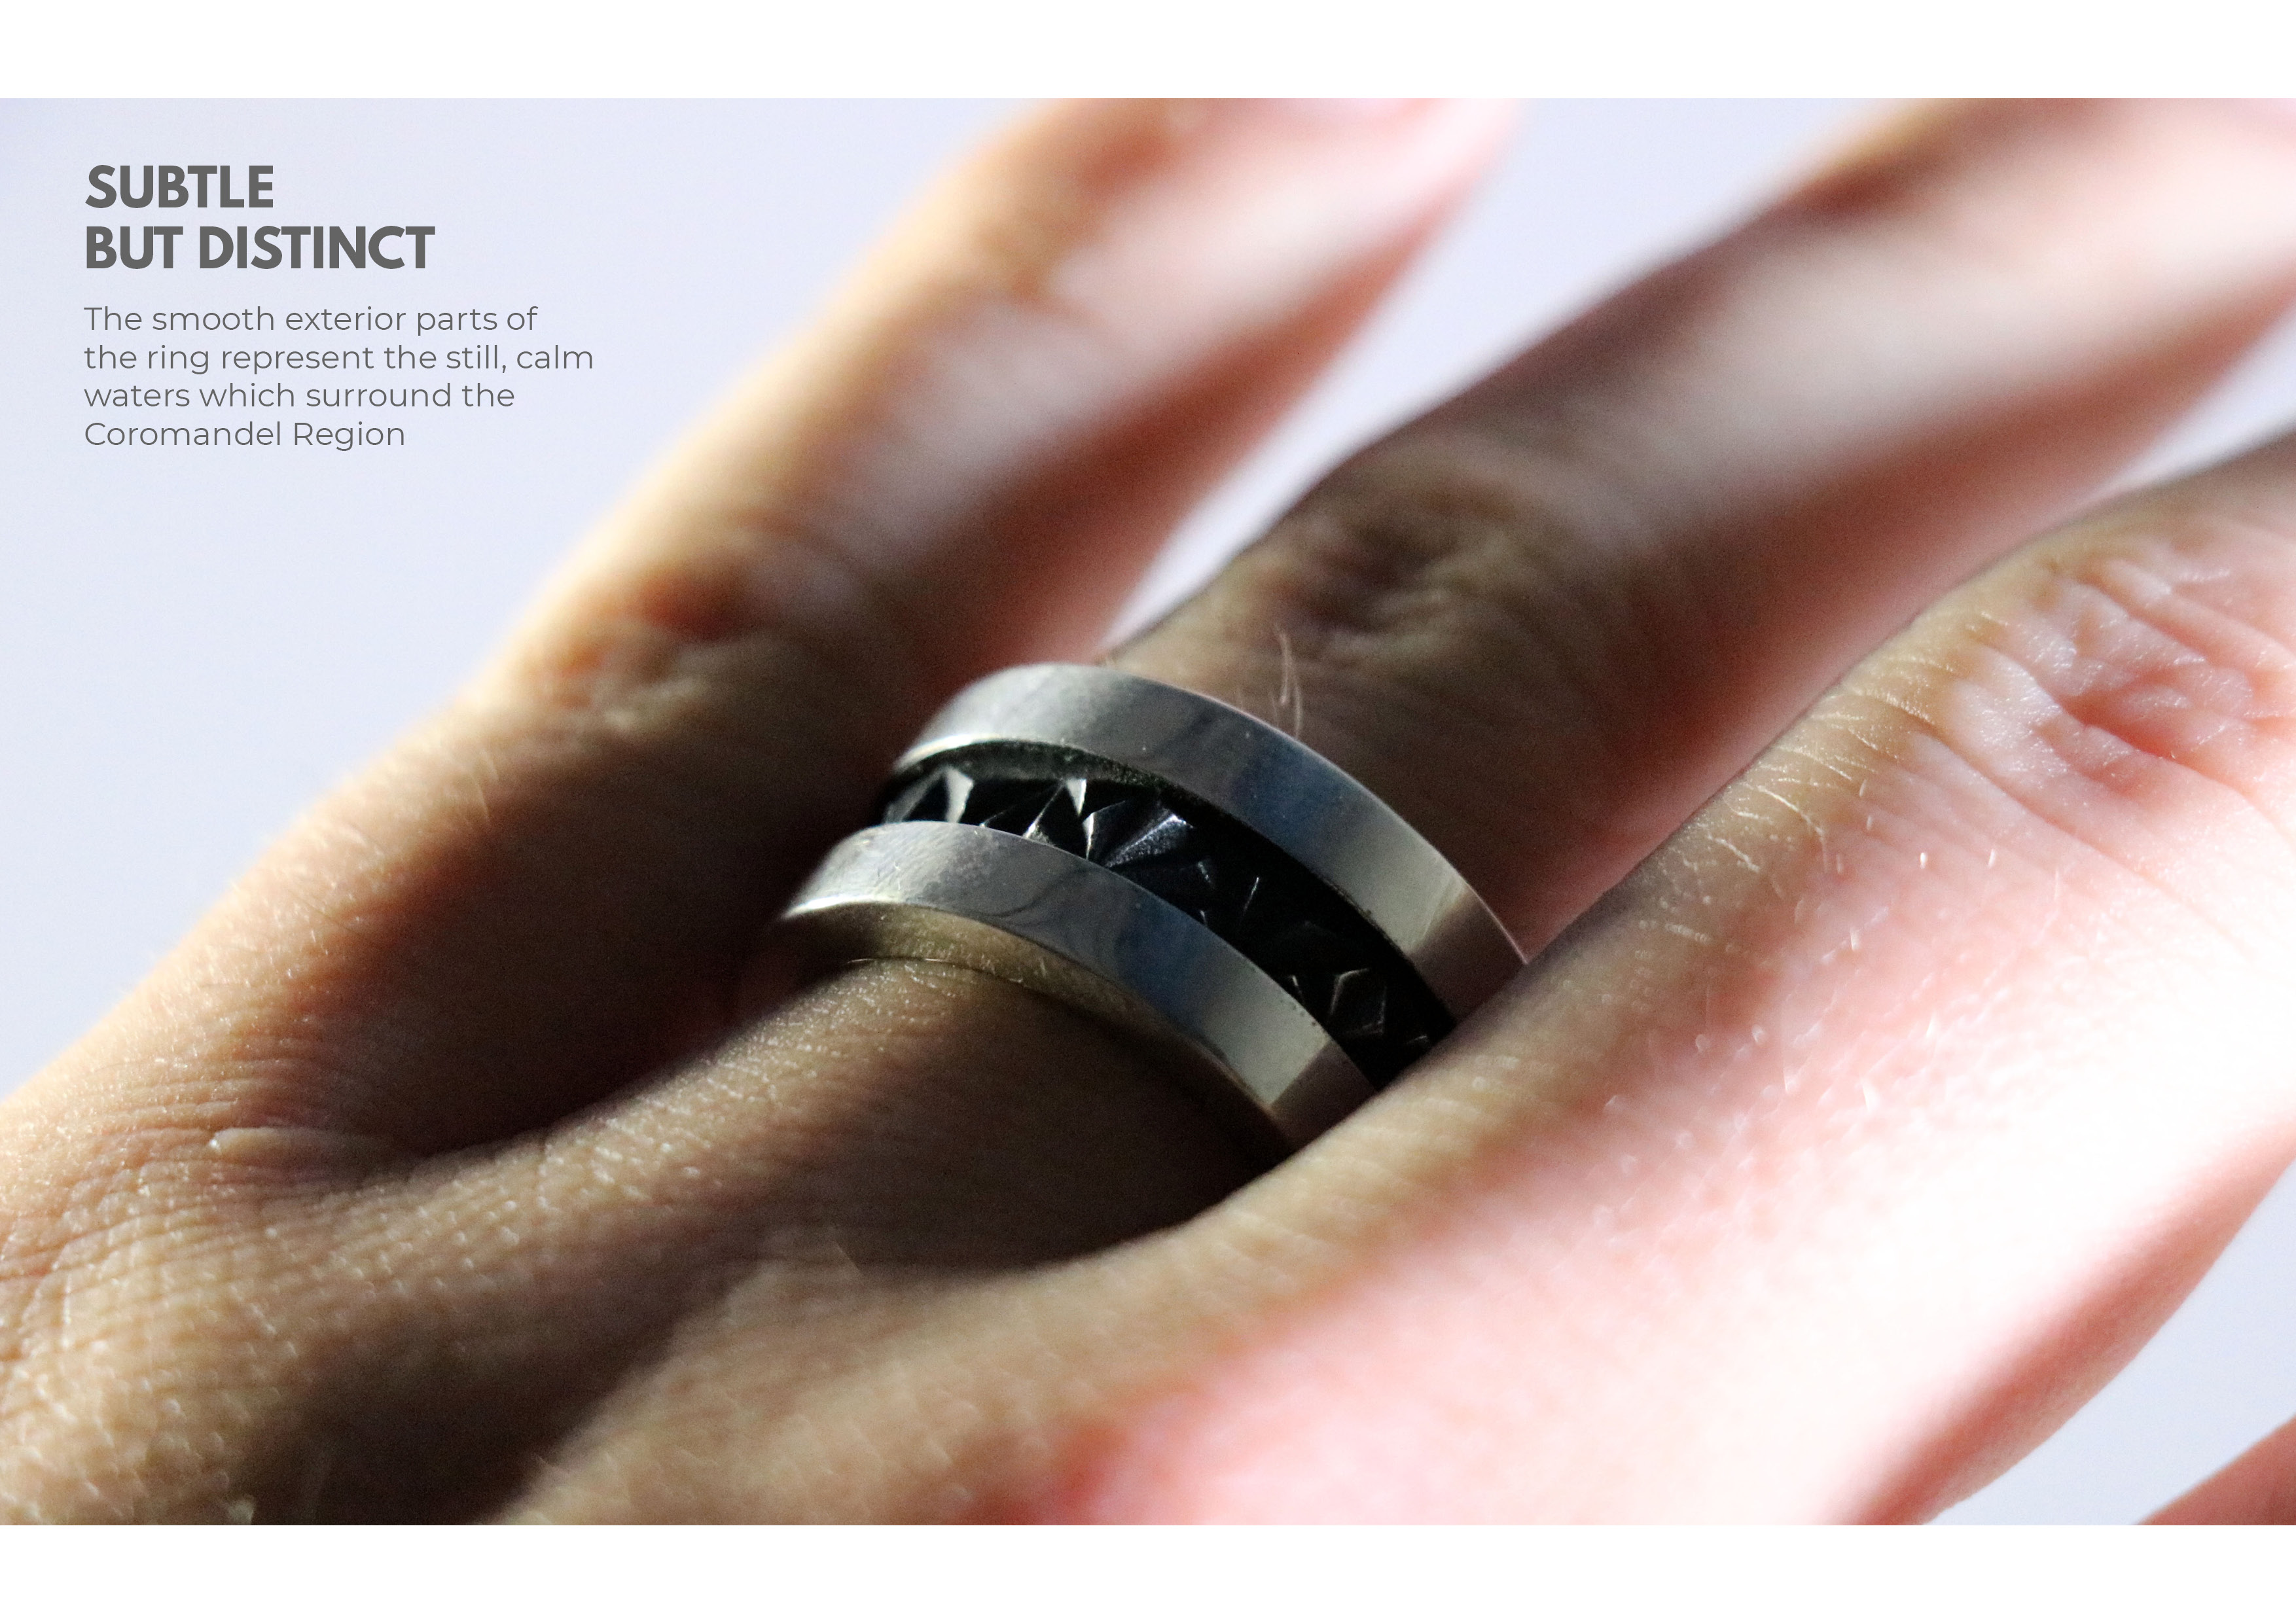 SUBTLE
BUT DISTINCT
The smooth exterior parts of
the ring represent the still, calm
waters which surround the
Coromandel Region